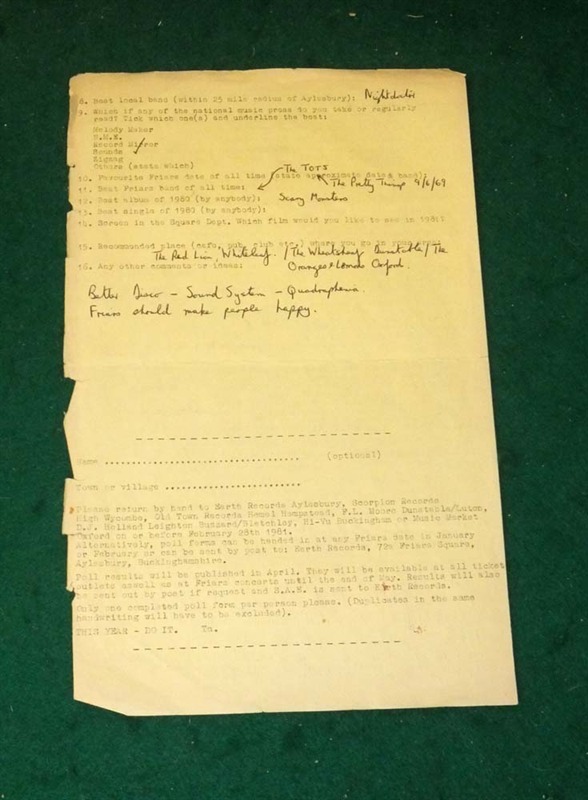 8. Best local band (within 25 mile radius of Aylesbury): Nightdoctor
9. Which if any of the national music press do you take or regularly
read? Tick which one(s) and underline the best:
Melody Maker
N.M.E.
Record Mirror
Sounds ✓
Zigzag
Others (state which)
10. Favourite Friars date of all time (state approximate date & band): The Pretty Things 9/6/69
11. Best Friars band of all time: The TOTS
12. Best album of 1980 (by anybody): Scary Monsters
13. Best single of 1980 (by anybody):
14. Screen in the Square Dept. Which film would you like to see in 1981?
15. Recommended place (cafe, pub, club etc.) where you go in
The Red Lion, Whiteleaf. / The Wheatsheaf Dunstable / The
Oranges & Lemons Oxford.
16. Any other comments or ideas:
Better Disco - Sound System - Quadraphenia.
Friars should make people happy.
Name (optional)
Town or village
Please return by hand to Earth Records Aylesbury, Scorpion Records
High Wycombe, Old Town Records Hemel Hempstead, F.L. Moore Dunstable/Luton,
D.J. Holland Leighton Buzzard/Bletchley, Hi-Vu Buckingham or Music Market
Oxford on or before February 28th 1981.
Alternatively, poll forms can be handed in at any Friars date in January
or February or can be sent by post to: Earth Records, 72a Friars Square,
Aylesbury, Buckinghamshire.
Poll results will be published in April. They will be available at all ticket
outlets aswell as at Friars concerts until the end of May. Results will also
be sent out by post if request and S.A.E. is sent to Earth Records.
Only one completed poll form per person please. (Duplicates in the same
handwriting will have to be excluded).
THIS YEAR - DO IT. Ta.